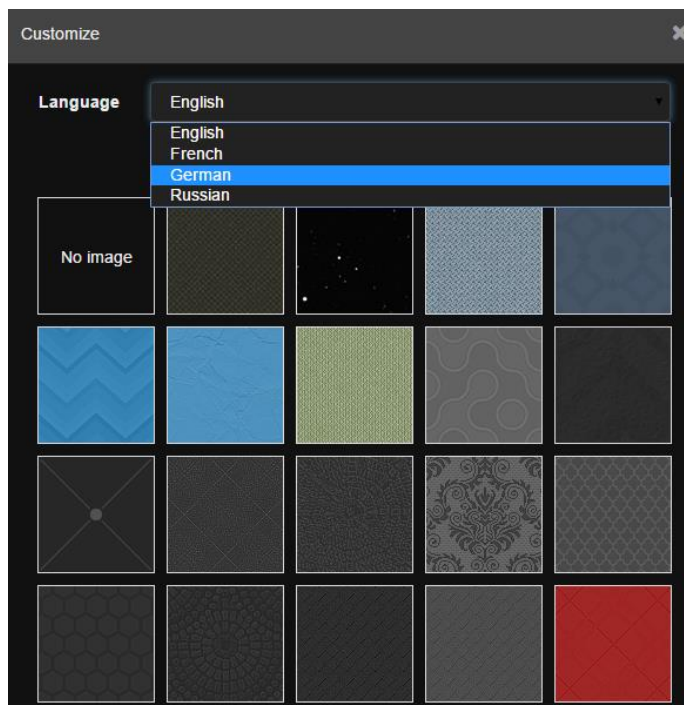 Customize
Language
English
English
French
German
Russian
No image